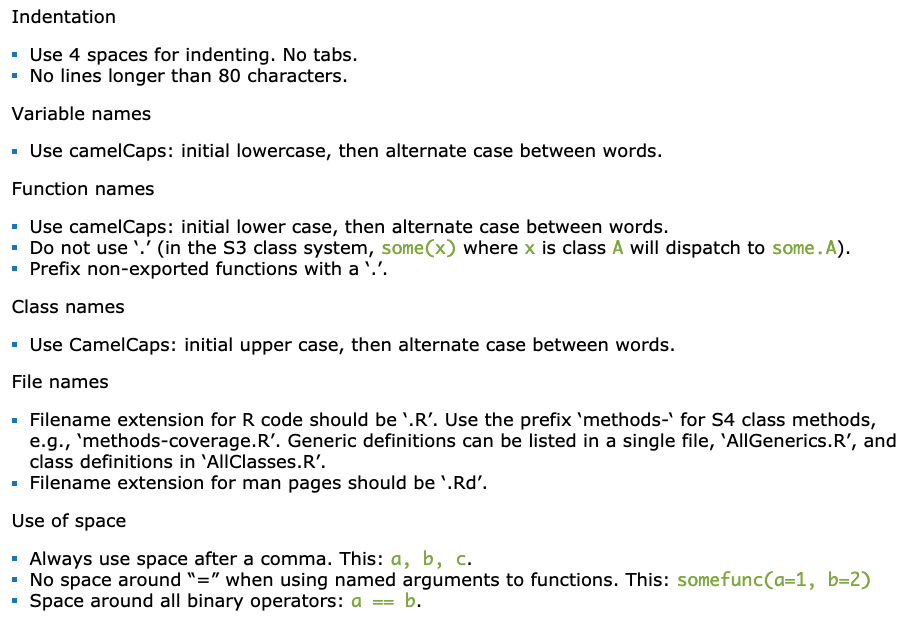 Indentation
▪ Use 4 spaces for indenting. No tabs.
▪ No lines longer than 80 characters.
Variable names
▪ Use camelCaps: initial lowercase, then alternate case between words.
Function names
▪ Use camelCaps: initial lower case, then alternate case between words.
▪ Do not use ‘.’ (in the S3 class system, some(x) where x is class A will dispatch to some.A).
▪ Prefix non-exported functions with a ‘.’.
Class names
▪ Use CamelCaps: initial upper case, then alternate case between words.
File names
▪ Filename extension for R code should be ‘.R’. Use the prefix ‘methods-‘ for S4 class methods,
e.g., ‘methods-coverage.R’. Generic definitions can be listed in a single file, ‘AllGenerics.R’, and
class definitions in ‘AllClasses.R’.
▪ Filename extension for man pages should be ‘.Rd’.
Use of space
▪ Always use space after a comma. This: a, b, c.
▪ No space around “=” when using named arguments to functions. This: somefunc(a=1, b=2)
▪ Space around all binary operators: a == b.